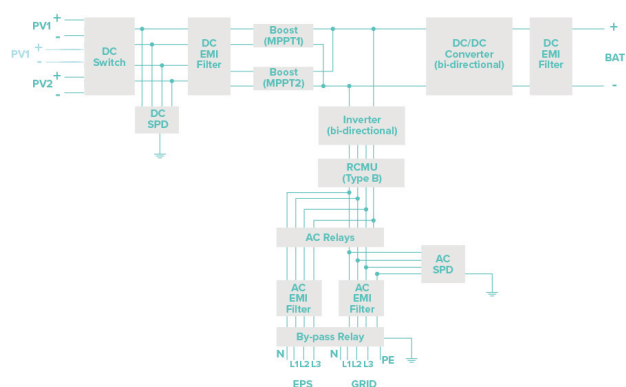 PV1 +
-
PV1 +
-
PV2 +
-
DC
Switch
DC
SPD
DC
EMI
Filter
Boost
(MPPT1)
Boost
(MPPT2)
DC/DC
Converter
(bi-directional)
DC
EMI
Filter
+
BAT
-
Inverter
(bi-directional)
RCMU
(Type B)
AC Relays
AC
SPD
AC
EMI
Filter
AC
EMI
Filter
By-pass Relay
N L1 L2 L3 N L1 L2 L3 PE
EPS GRID